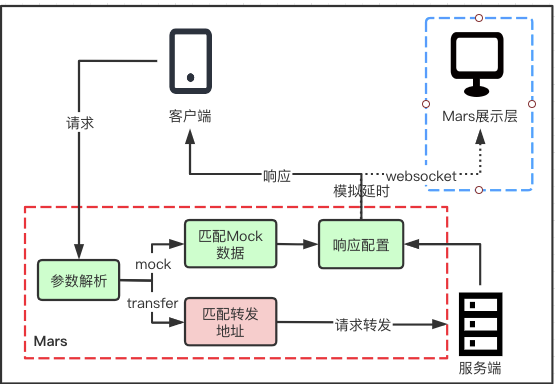 客户端
Mars展示层
请求
响应
websocket
模拟延时
匹配Mock
数据
响应配置
参数解析
mock
transfer
匹配转发
地址
请求转发
Mars
服务端